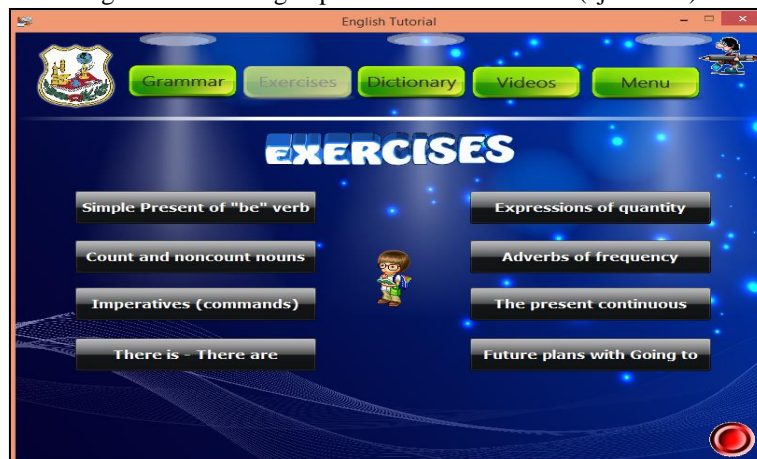 English Tutorial
Grammar
Exercises
Dictionary
Videos
Menu
EXERCISES
Simple Present of "be" verb
Expressions of quantity
Count and noncount nouns
Adverbs of frequency
Imperatives (commands)
The present continuous
There is - There are
Future plans with Going to